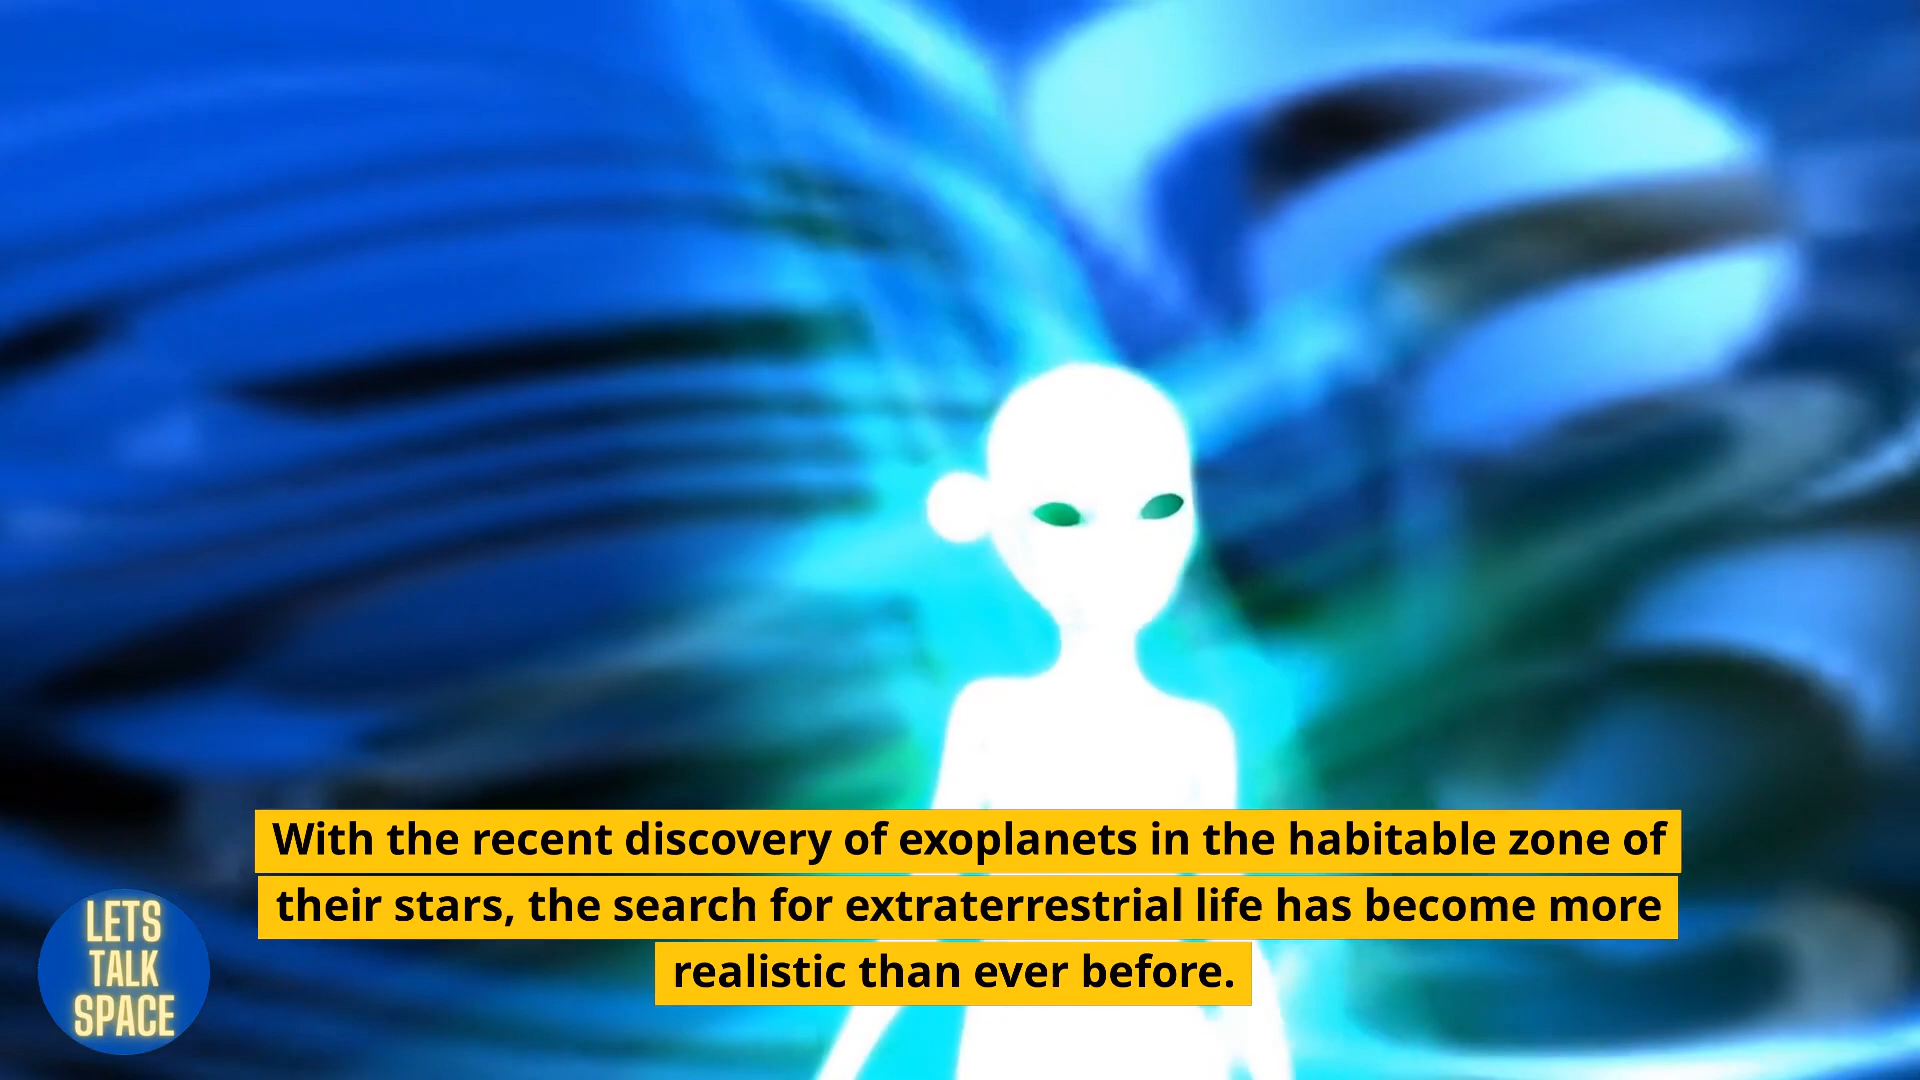 With the recent discovery of exoplanets in the habitable zone of
their stars, the search for extraterrestrial life has become more
realistic than ever before.
LETS
TALK
SPACE